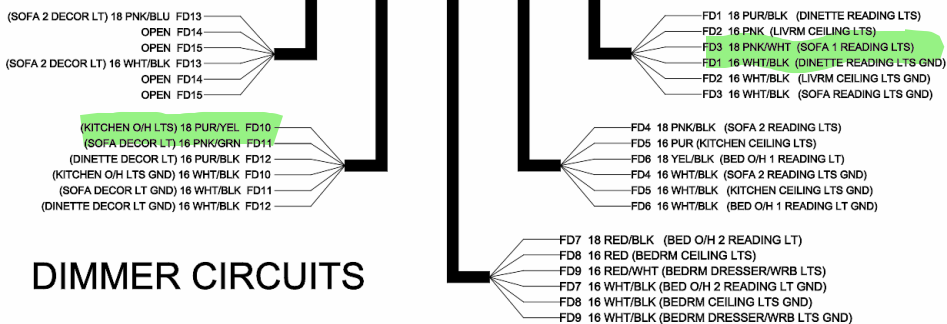 (SOFA 2 DECOR LT) 18 PNK/BLU FD13
OPEN FD14
OPEN FD15
(SOFA 2 DECOR LT) 16 WHT/BLK FD13
OPEN FD14
OPEN FD15
FD1 18 PUR/BLK (DINETTE READING LTS)
FD2 16 PNK (LIVRM CEILING LTS)
FD3 18 PNK/WHT (SOFA 1 READING LTS)
FD1 16 WHT/BLK (DINETTE READING LTS GND)
FD2 16 WHT/BLK (LIVRM CEILING LTS GND)
FD3 16 WHT/BLK (SOFA READING LTS GND)
(KITCHEN O/H LTS) 18 PUR/YEL FD10
(SOFA DECOR LT) 16 PNK/GRN FD11
(DINETTE DECOR LT) 16 PUR/BLK FD12
(KITCHEN O/H LTS GND) 16 WHT/BLK FD10
(SOFA DECOR LT GND) 16 WHT/BLK FD11
(DINETTE DECOR LT GND) 16 WHT/BLK FD12
FD4 18 PNK/BLK (SOFA 2 READING LTS)
FD5 16 PUR (KITCHEN CEILING LTS)
FD6 18 YEL/BLK (BED O/H 1 READING LT)
FD4 16 WHT/BLK (SOFA 2 READING LTS GND)
FD5 16 WHT/BLK (KITCHEN CEILING LTS GND)
FD6 16 WHT/BLK (BED O/H 1 READING LT GND)
FD7 18 RED/BLK (BED O/H 2 READING LT)
FD8 16 RED (BEDRM CEILING LTS)
FD9 16 RED/WHT (BEDRM DRESSER/WRB LTS)
FD7 16 WHT/BLK (BED O/H 2 READING LT GND)
FD8 16 WHT/BLK (BEDRM CEILING LTS GND)
FD9 16 WHT/BLK (BEDRM DRESSER/WRB LTS GND)
DIMMER CIRCUITS